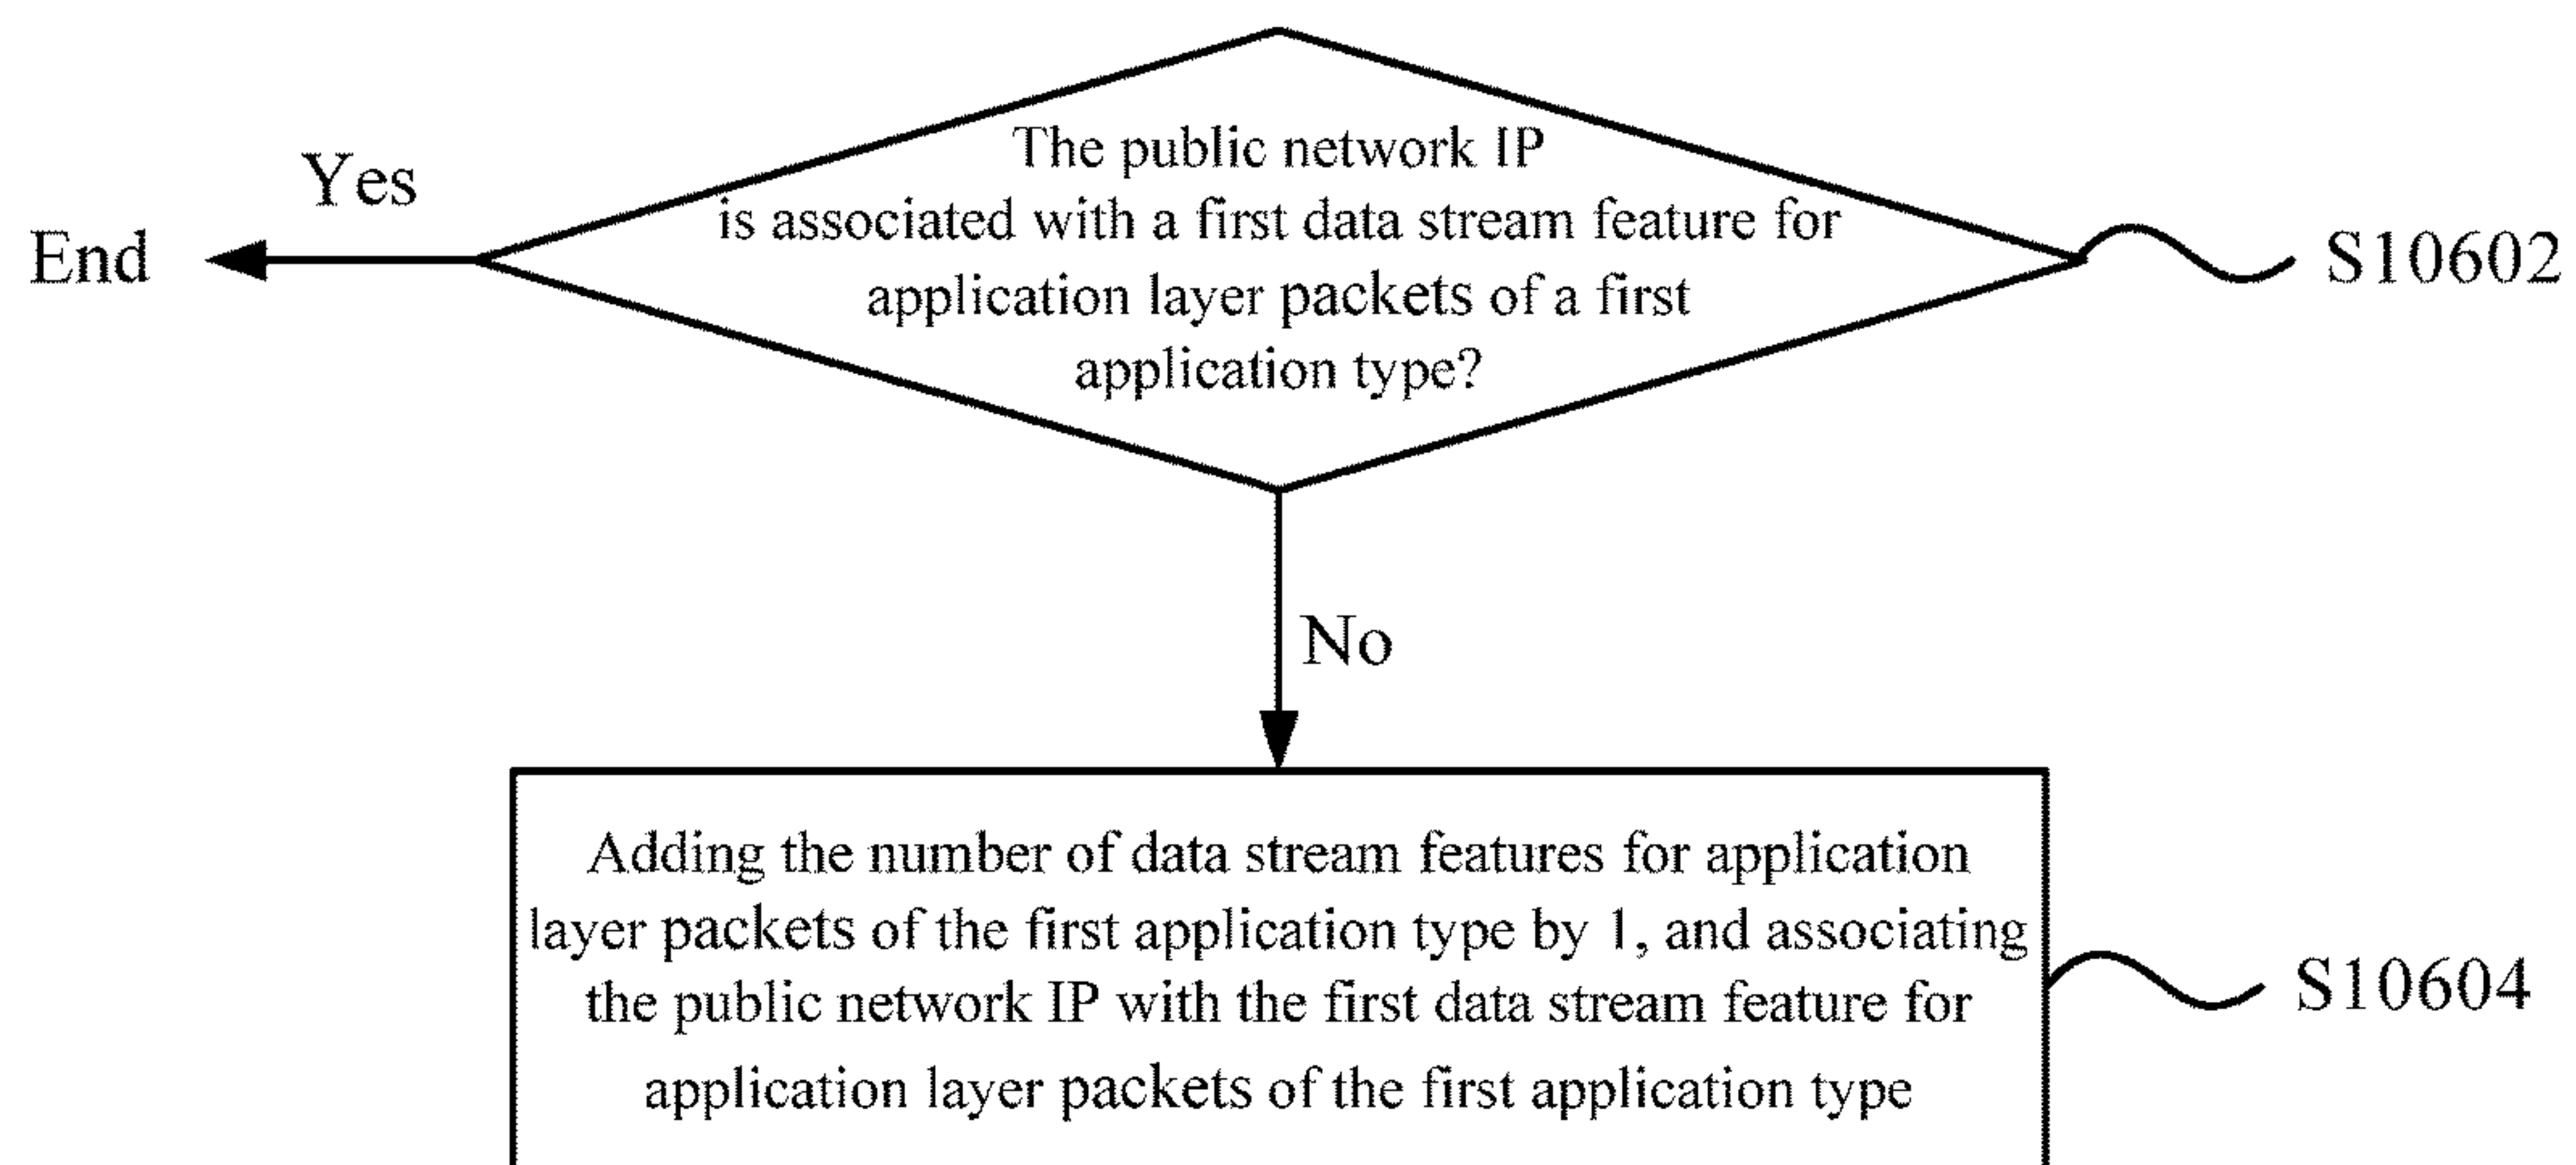 The public network IP
is associated with a first data stream feature for
application layer packets of a first
application type?
Yes
End
S10602
No
Adding the number of data stream features for application
layer packets of the first application type by 1, and associating
the public network IP with the first data stream feature for
application layer packets of the first application type
S10604